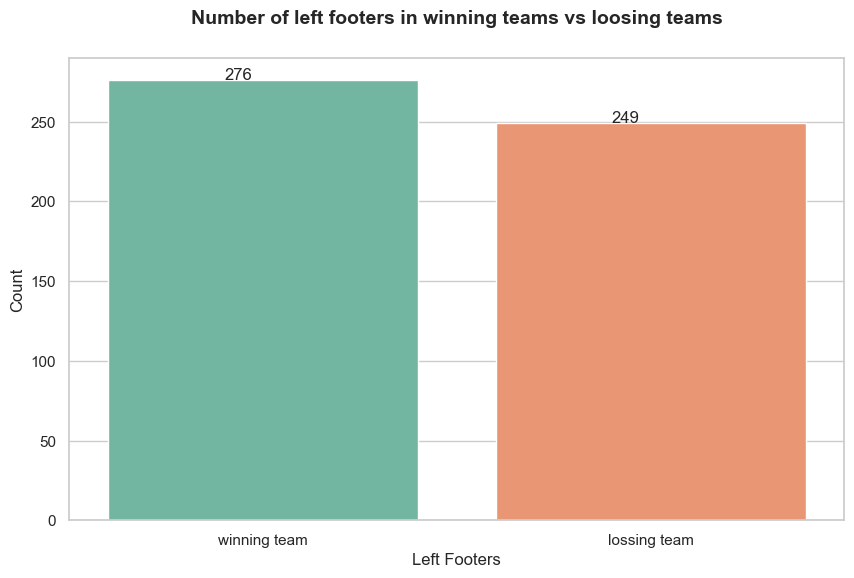 Number of left footers in winning teams vs loosing teams
276
249
250
200
150
100
50
0
Count
winning team
lossing team
Left Footers